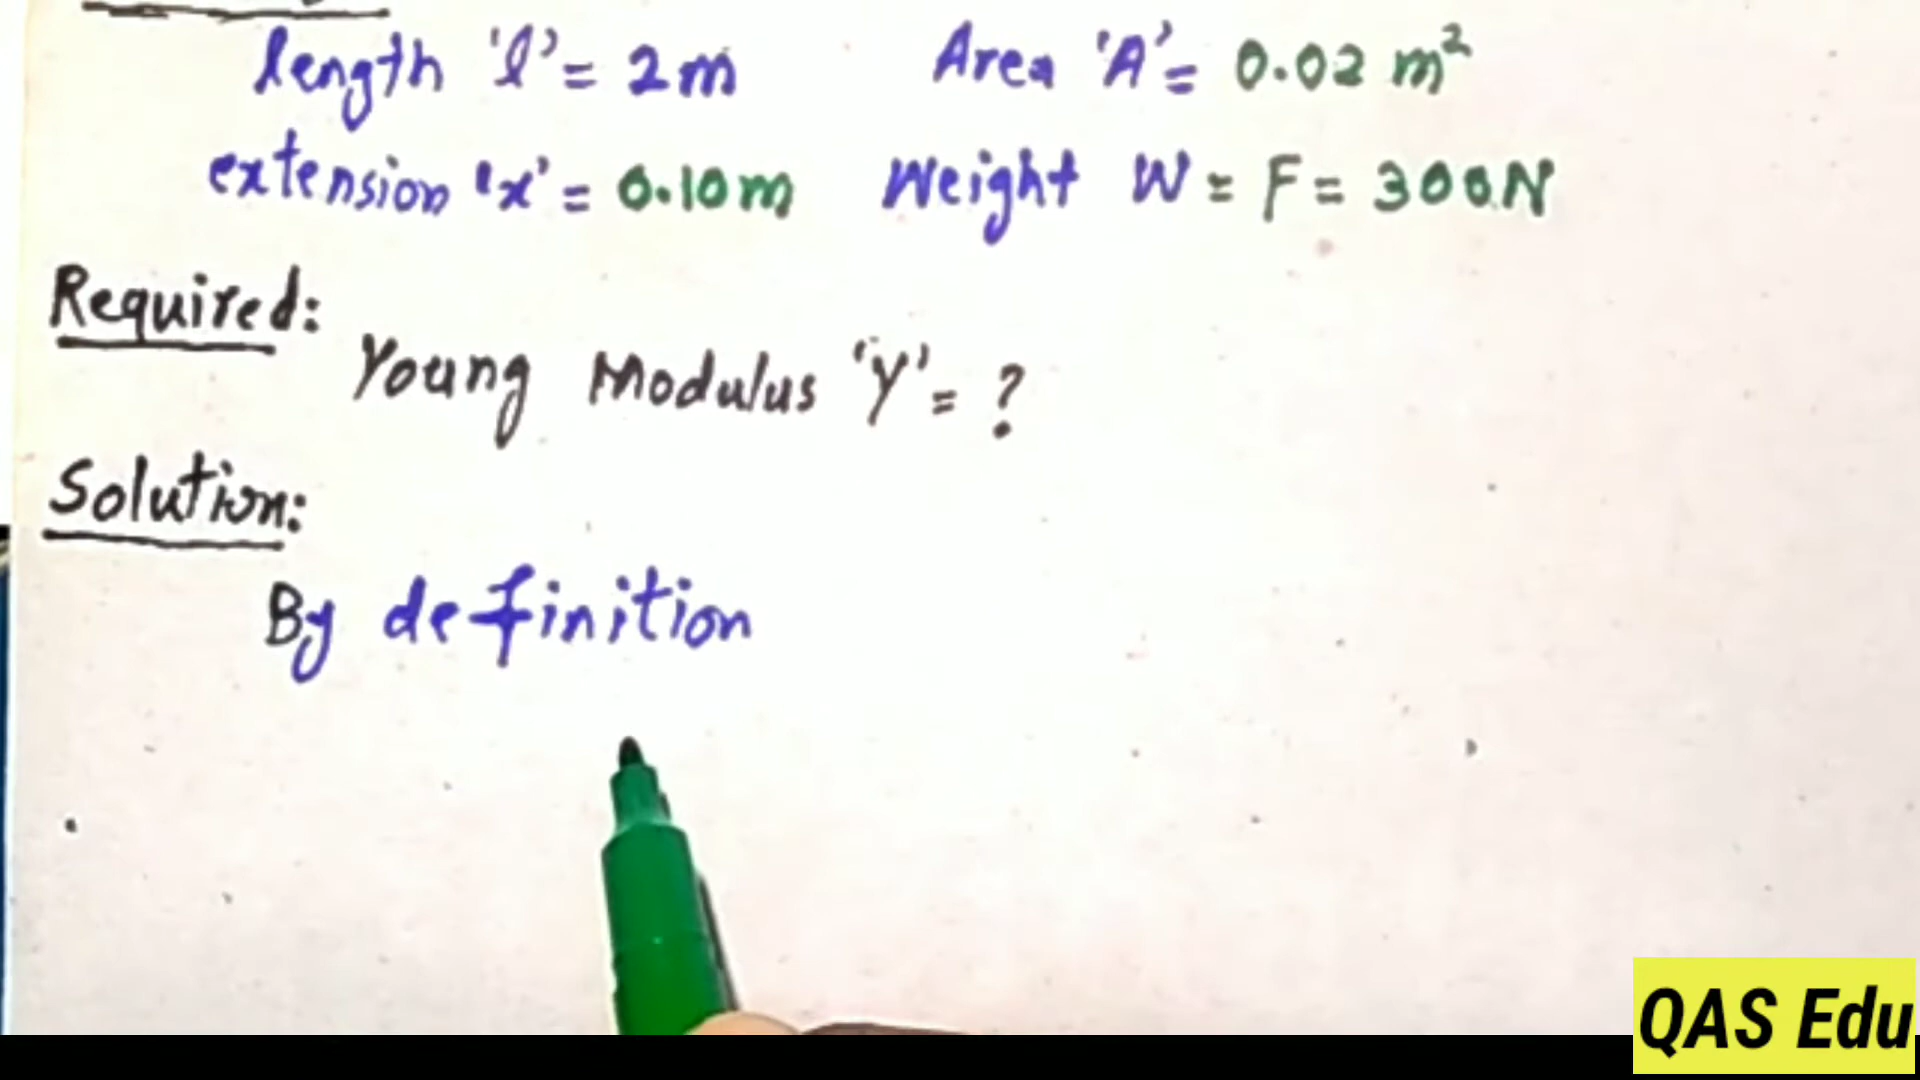 length 'l' = 2m Area 'A' = 0.02 m²
extension 'x' = 0.10m Weight W = F = 300N
Required:
Young Modulus 'Y' = ?
Solution:
By definition
QAS Edu